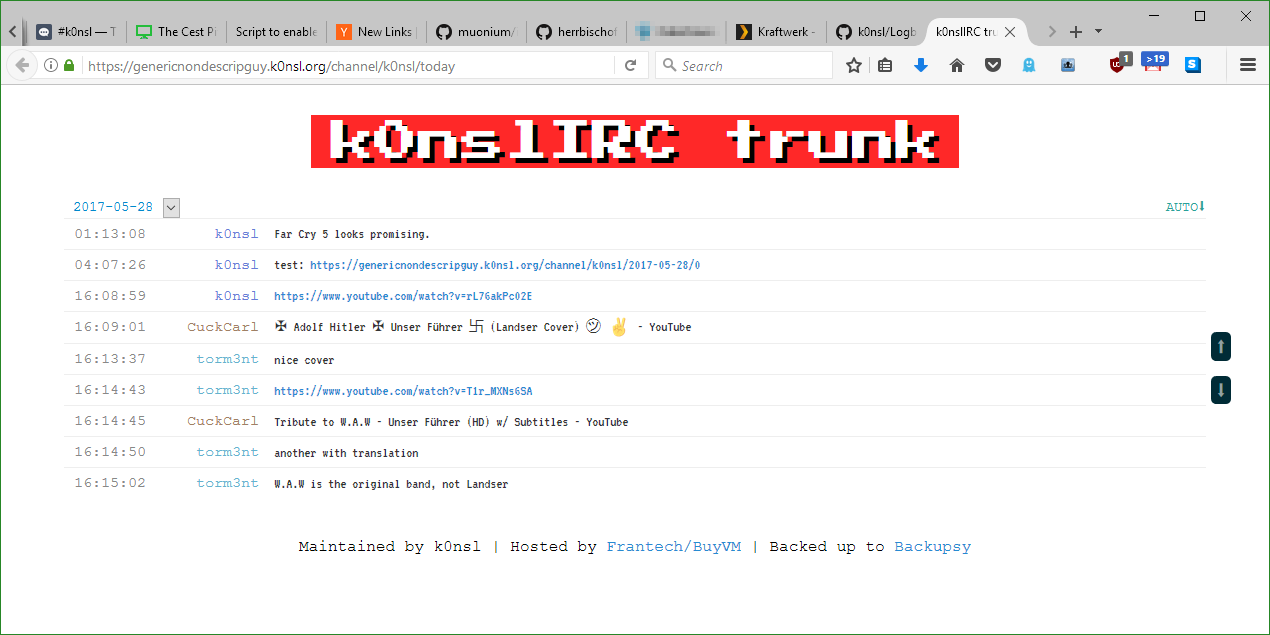 #k0nsl — T
The Cest Pi
Script to enable
New Links
muonium/
herrbischof
Kraftwerk -
k0nsl/Logb
k0nslIRC tru
https://genericnondescripguy.k0nsl.org/channel/k0nsl/today
Search
1
>19
S
k0nslIRC trunk
2017-05-28 AUTO⬇
01:13:08 k0nsl Far Cry 5 looks promising.
04:07:26 k0nsl test: https://genericnondescripguy.k0nsl.org/channel/k0nsl/2017-05-28/0
16:08:59 k0nsl https://www.youtube.com/watch?v=rL76akPc02E
16:09:01 CuckCarl ✠ Adolf Hitler ✠ Unser Führer 卐 (Landser Cover) ㋡ ✌ - YouTube
16:13:37 torm3nt nice cover
16:14:43 torm3nt https://www.youtube.com/watch?v=T1r_MXNs6SA
16:14:45 CuckCarl Tribute to W.A.W - Unser Führer (HD) w/ Subtitles - YouTube
16:14:50 torm3nt another with translation
16:15:02 torm3nt W.A.W is the original band, not Landser
Maintained by k0nsl | Hosted by Frantech/BuyVM | Backed up to Backupsy